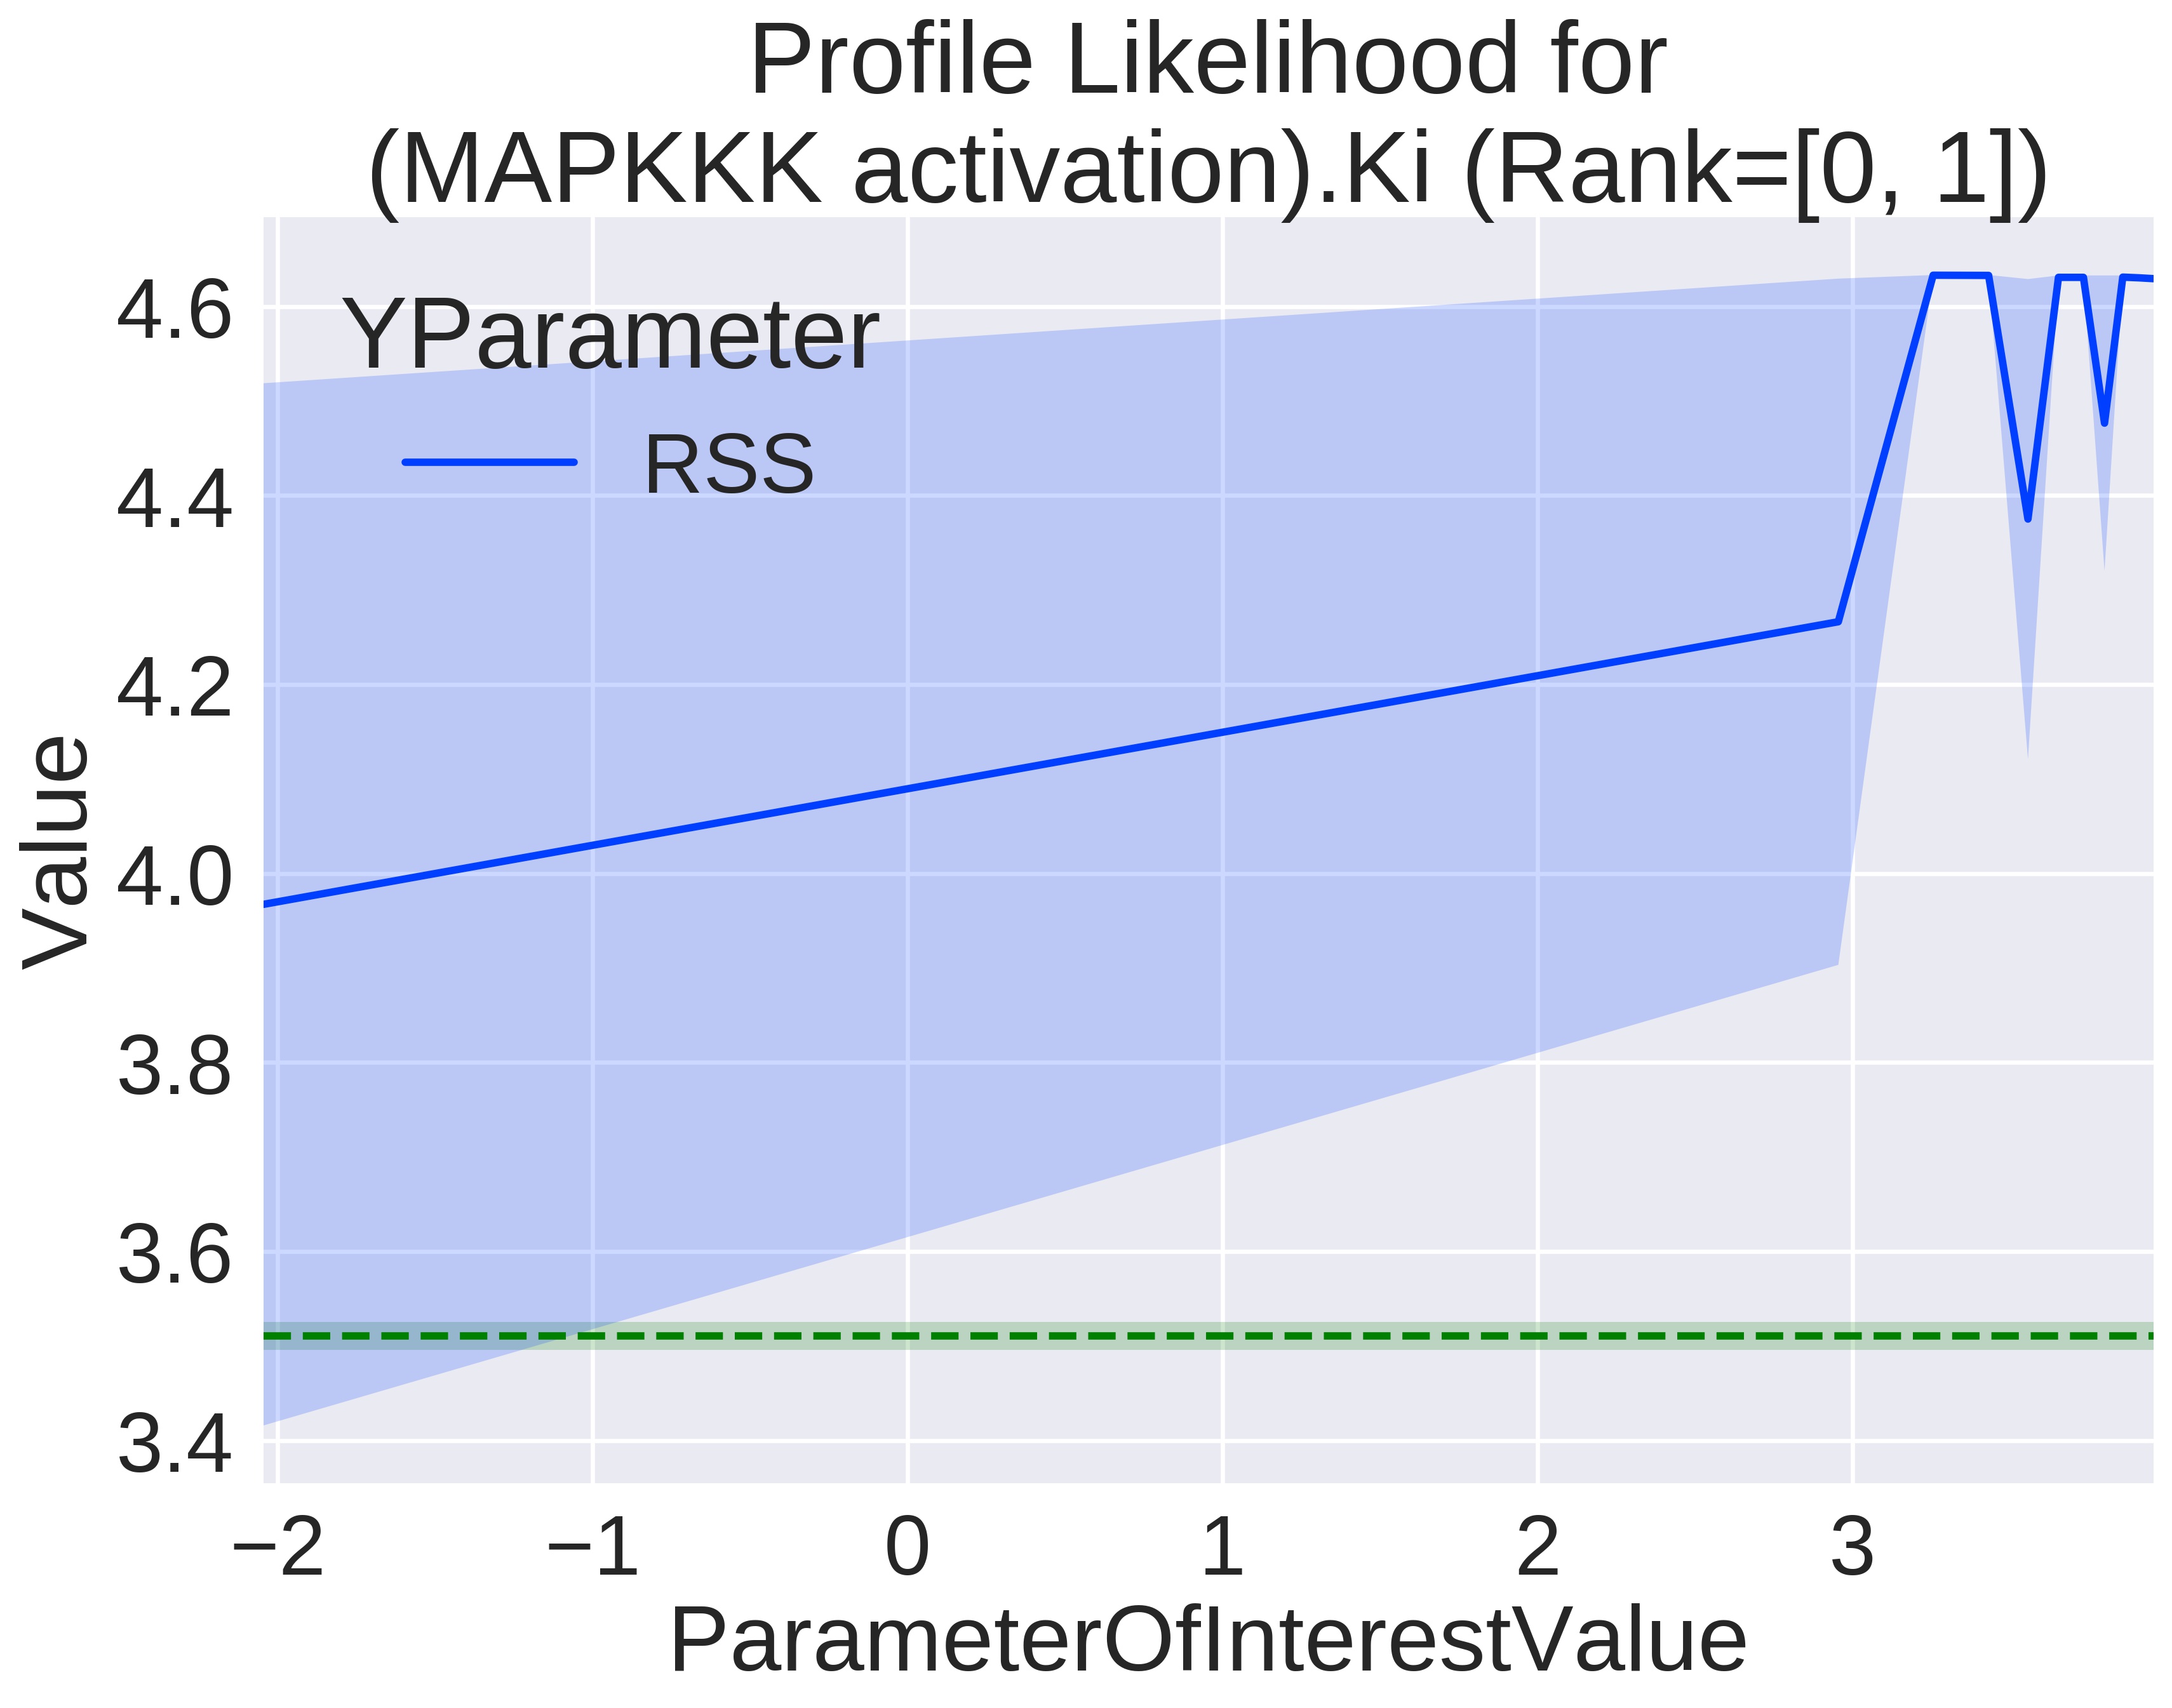 Profile Likelihood for
(MAPKKK activation).Ki (Rank=[0, 1])
YParameter
RSS
Value
4.6
4.4
4.2
4.0
3.8
3.6
3.4
−2 −1 0 1 2 3
ParameterOfInterestValue